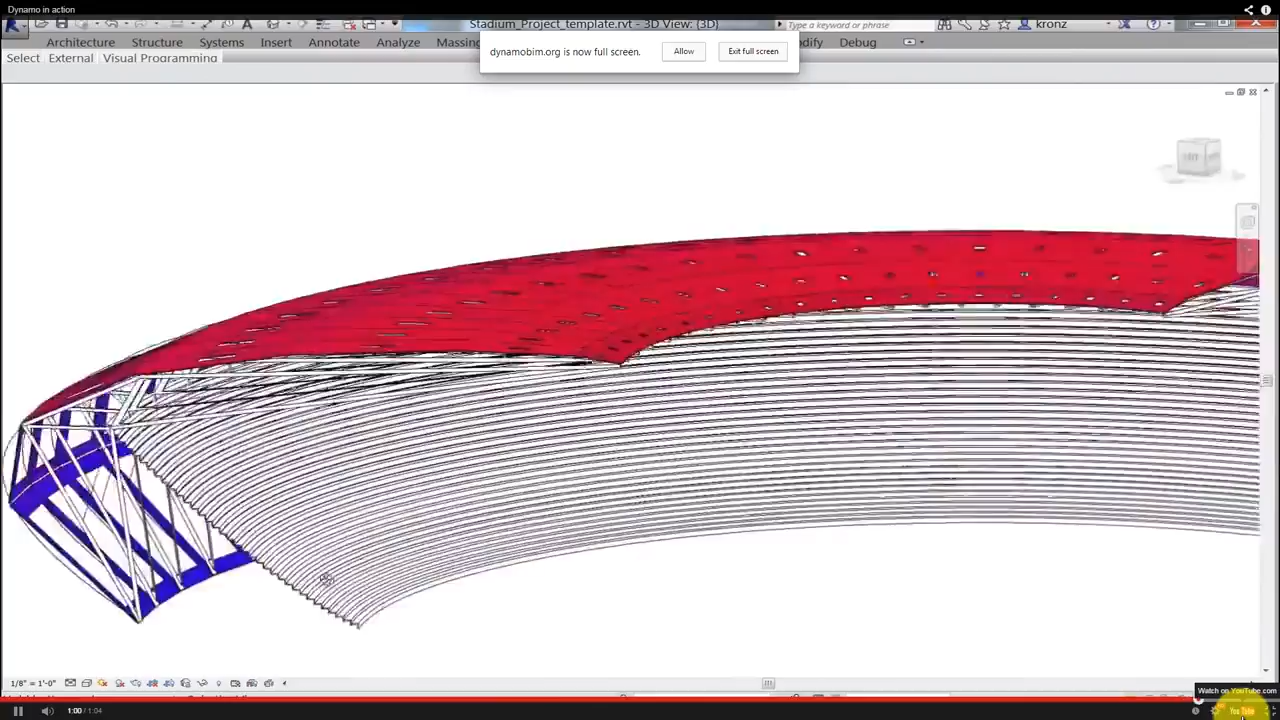 Dynamo in action
Stadium_Project_template.rvt - 3D View: {3D}
Type a keyword or phrase
kronz
Architecture Structure Systems Insert Annotate Analyze Massing
odify Debug
dynamobim.org is now full screen. Allow Exit full screen
Select External Visual Programming
1/8" = 1'-0"
Watch on YouTube.com
1:00 / 1:04
YouTube